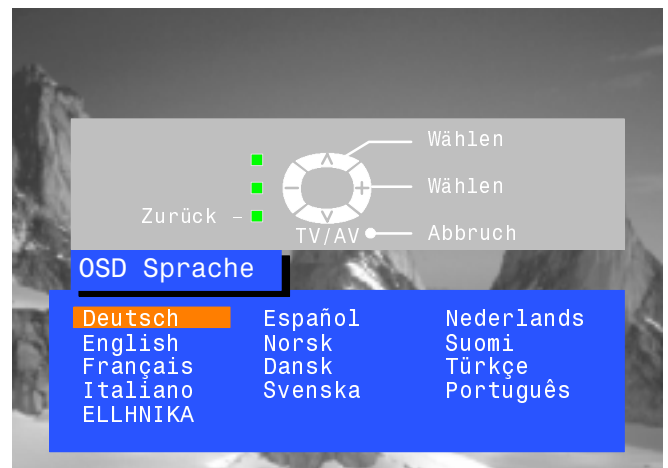 Wählen
Wählen
Zurück –
TV/AV
Abbruch
OSD Sprache
Deutsch Español Nederlands
English Norsk Suomi
Français Dansk Türkçe
Italiano Svenska Português
ELLHNIKA